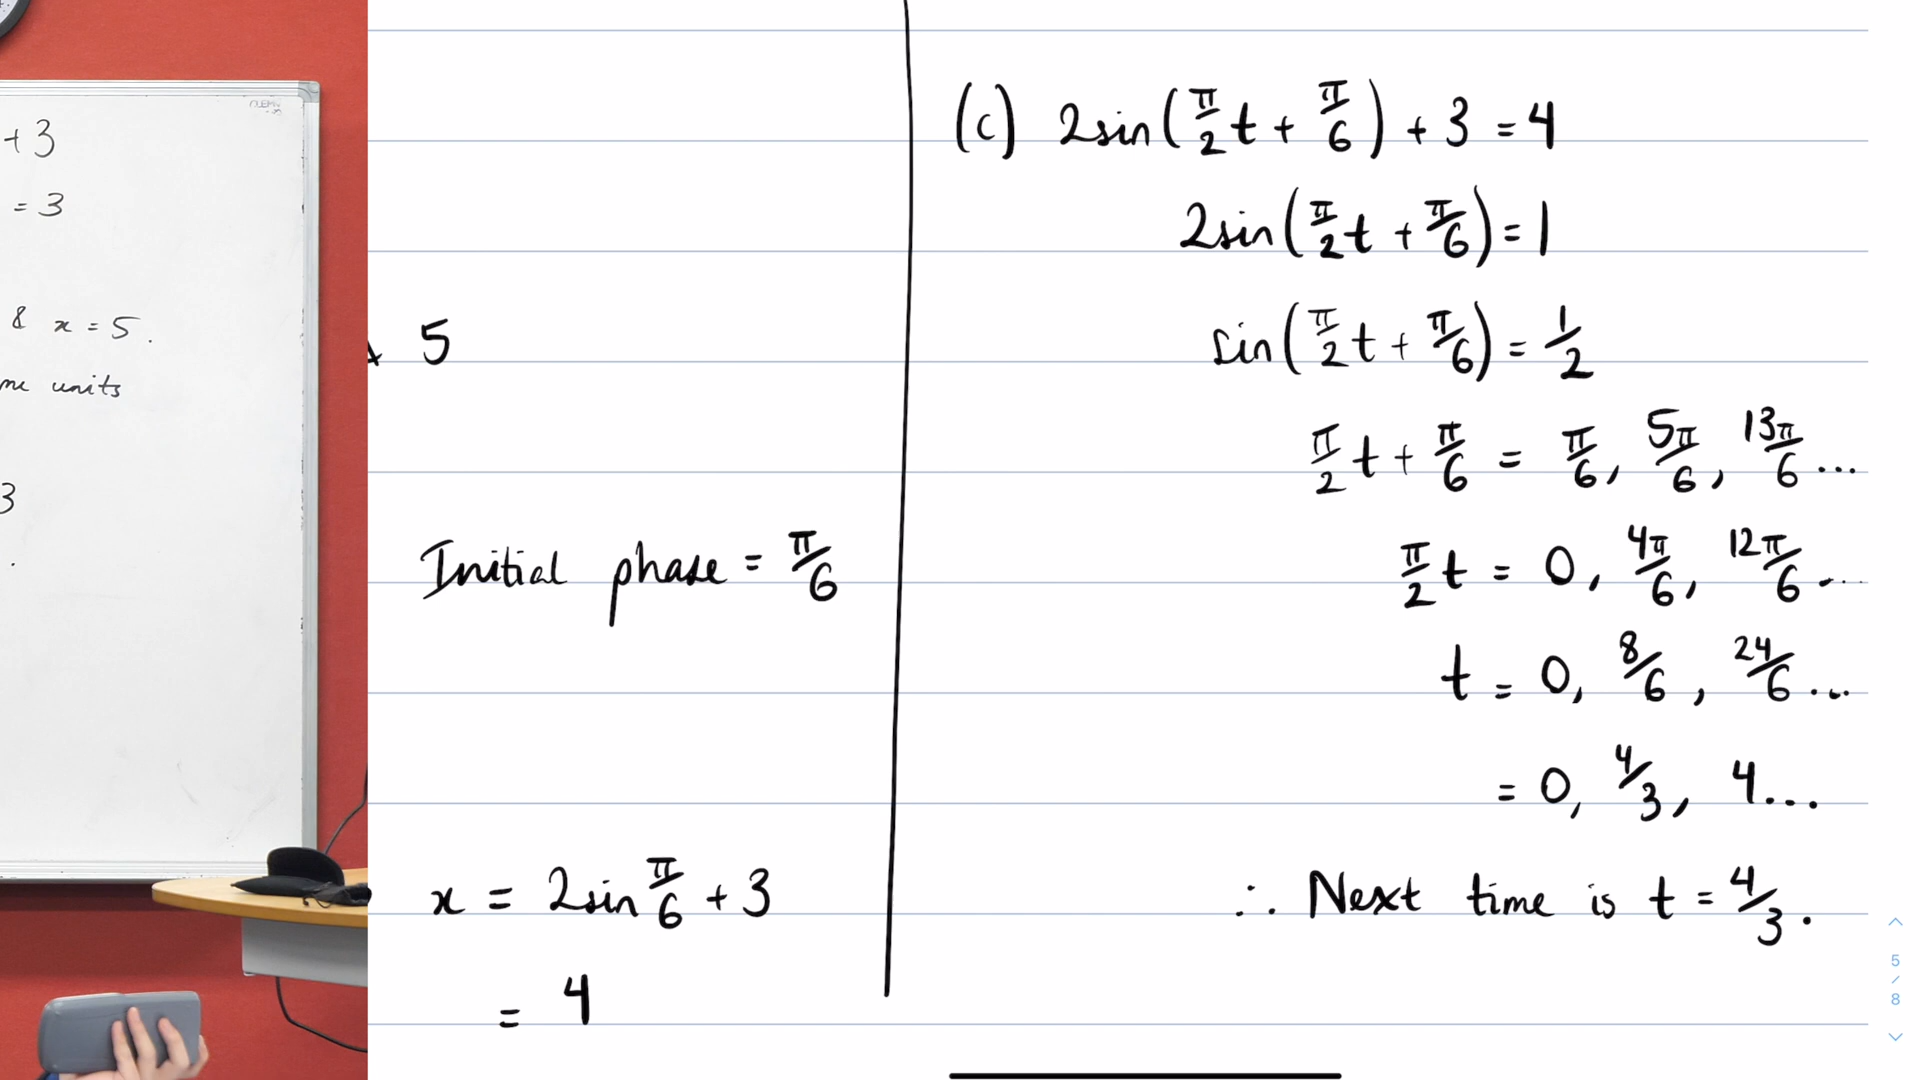 + 3
= 3
& x = 5.
units
3
5
Initial phase = π/6
x = 2sin π/6 + 3
= 4
(c) 2sin(π/2 t + π/6) + 3 = 4
2sin(π/2 t + π/6) = 1
sin(π/2 t + π/6) = 1/2
π/2 t + π/6 = π/6, 5π/6, 13π/6 ...
π/2 t = 0, 4π/6, 12π/6 ...
t = 0, 8/6, 24/6 ...
= 0, 4/3, 4...
∴ Next time is t = 4/3.
5
/
8